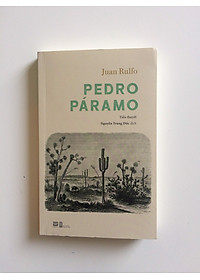 Juan Rulfo
PEDRO
PÁRAMO
Tiểu thuyết
Nguyễn Trung Đức dịch